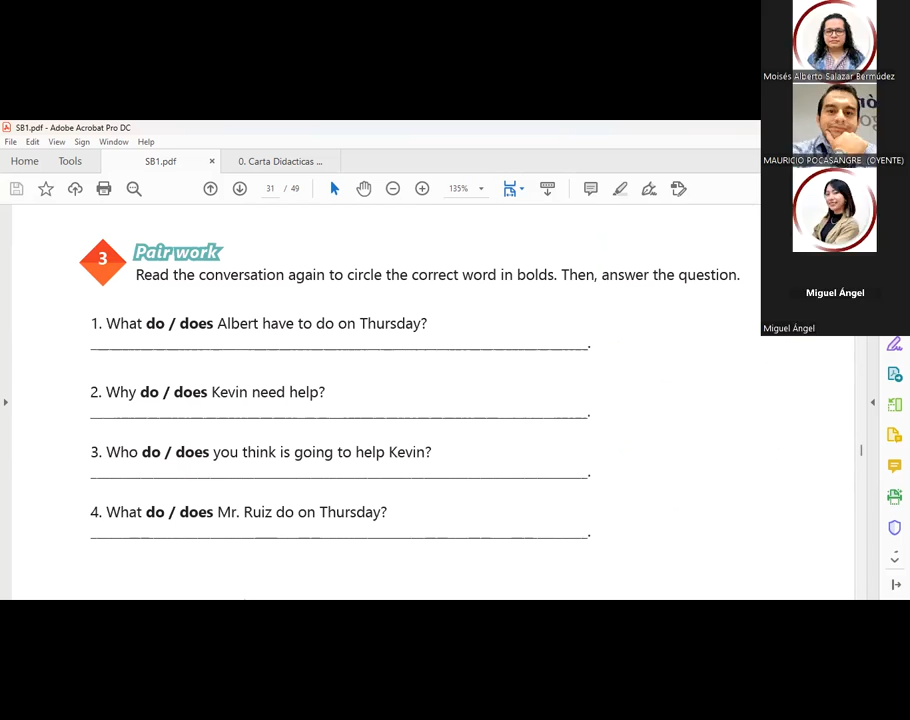 SB1.pdf - Adobe Acrobat Pro DC
File Edit View Sign Window Help
Home Tools SB1.pdf × 0. Carta Didacticas ...
31 / 49 135%
3 Pair work
Read the conversation again to circle the correct word in bolds. Then, answer the question.
1. What do / does Albert have to do on Thursday?
2. Why do / does Kevin need help?
3. Who do / does you think is going to help Kevin?
4. What do / does Mr. Ruiz do on Thursday?
Moisés Alberto Salazar Bermúdez
MAURICIO POCASANGRE (OYENTE)
Miguel Ángel
Miguel Ángel